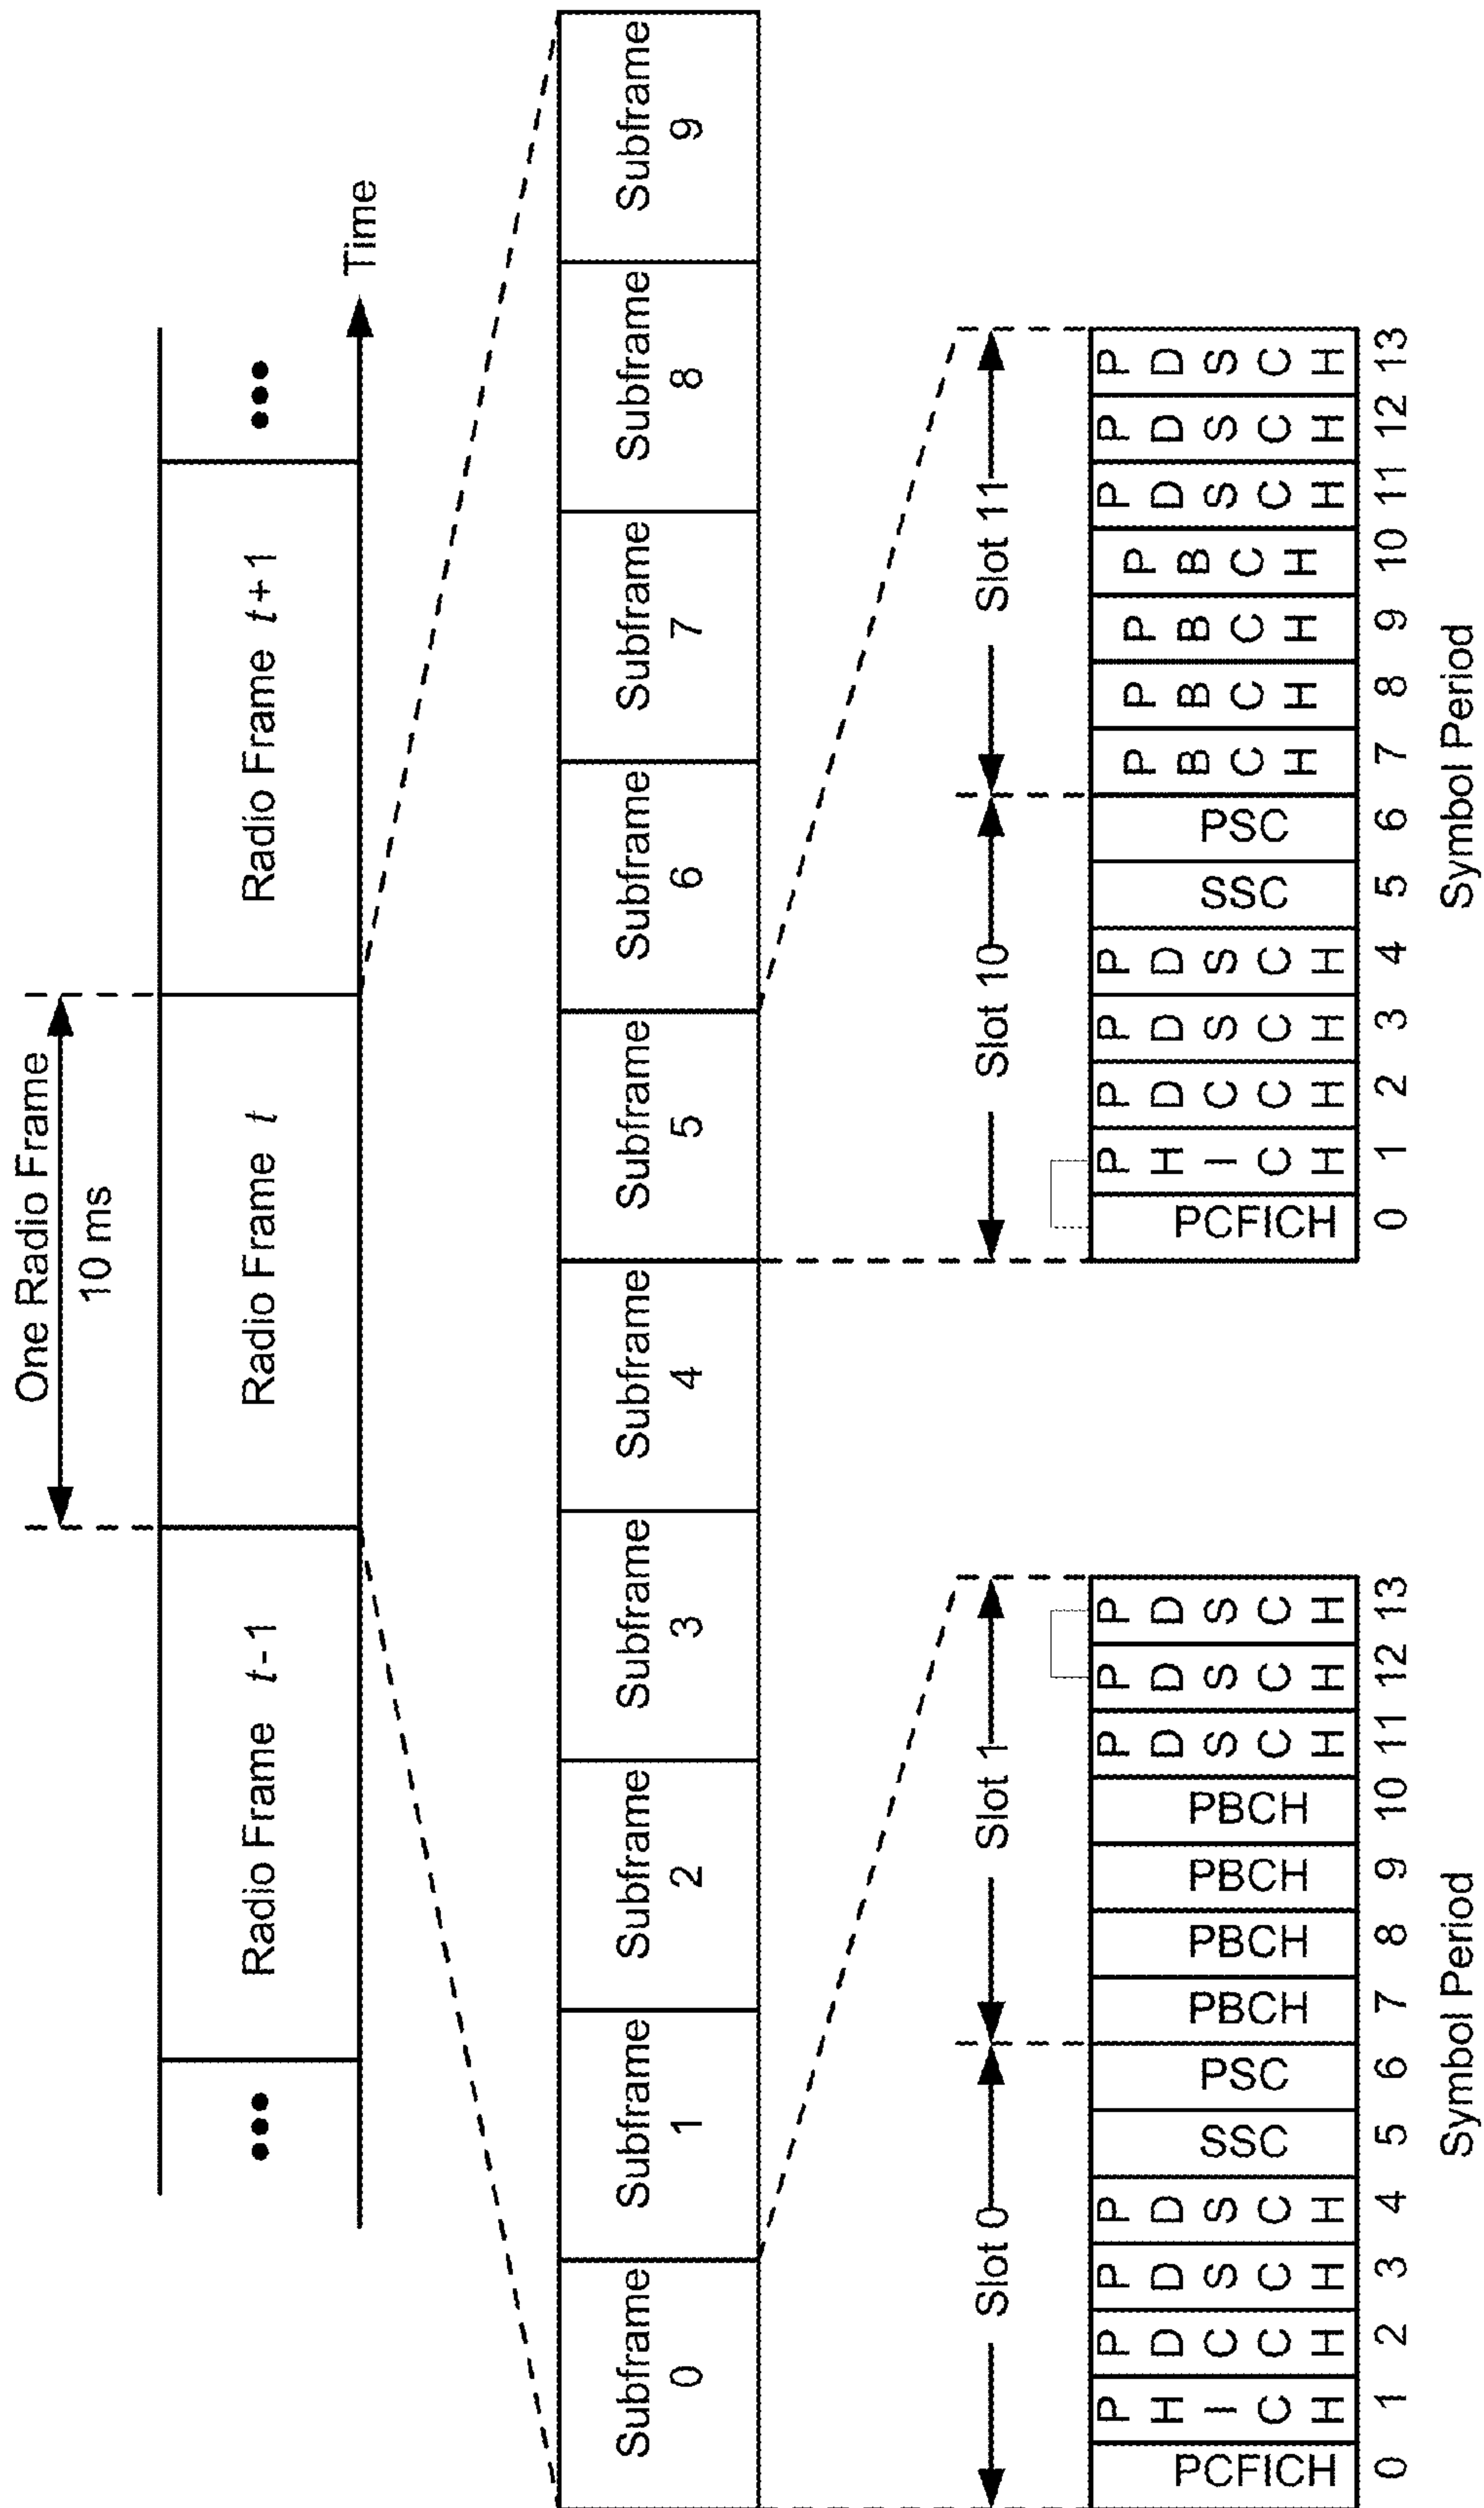 One Radio Frame
10 ms
••• Radio Frame t-1 Radio Frame t Radio Frame t+1 •••
Time
Subframe 0
Subframe 1
Subframe 2
Subframe 3
Subframe 4
Subframe 5
Subframe 6
Subframe 7
Subframe 8
Subframe 9
Slot 0 Slot 1
PCFICH PHICH PDCCH PDSCH PDSCH SSC PSC PBCH PBCH PBCH PBCH PDSCH PDSCH PDSCH
0 1 2 3 4 5 6 7 8 9 10 11 12 13
Symbol Period
Slot 10 Slot 11
PCFICH PHICH PDCCH PDSCH PDSCH SSC PSC PBCH PBCH PBCH PBCH PDSCH PDSCH PDSCH
0 1 2 3 4 5 6 7 8 9 10 11 12 13
Symbol Period